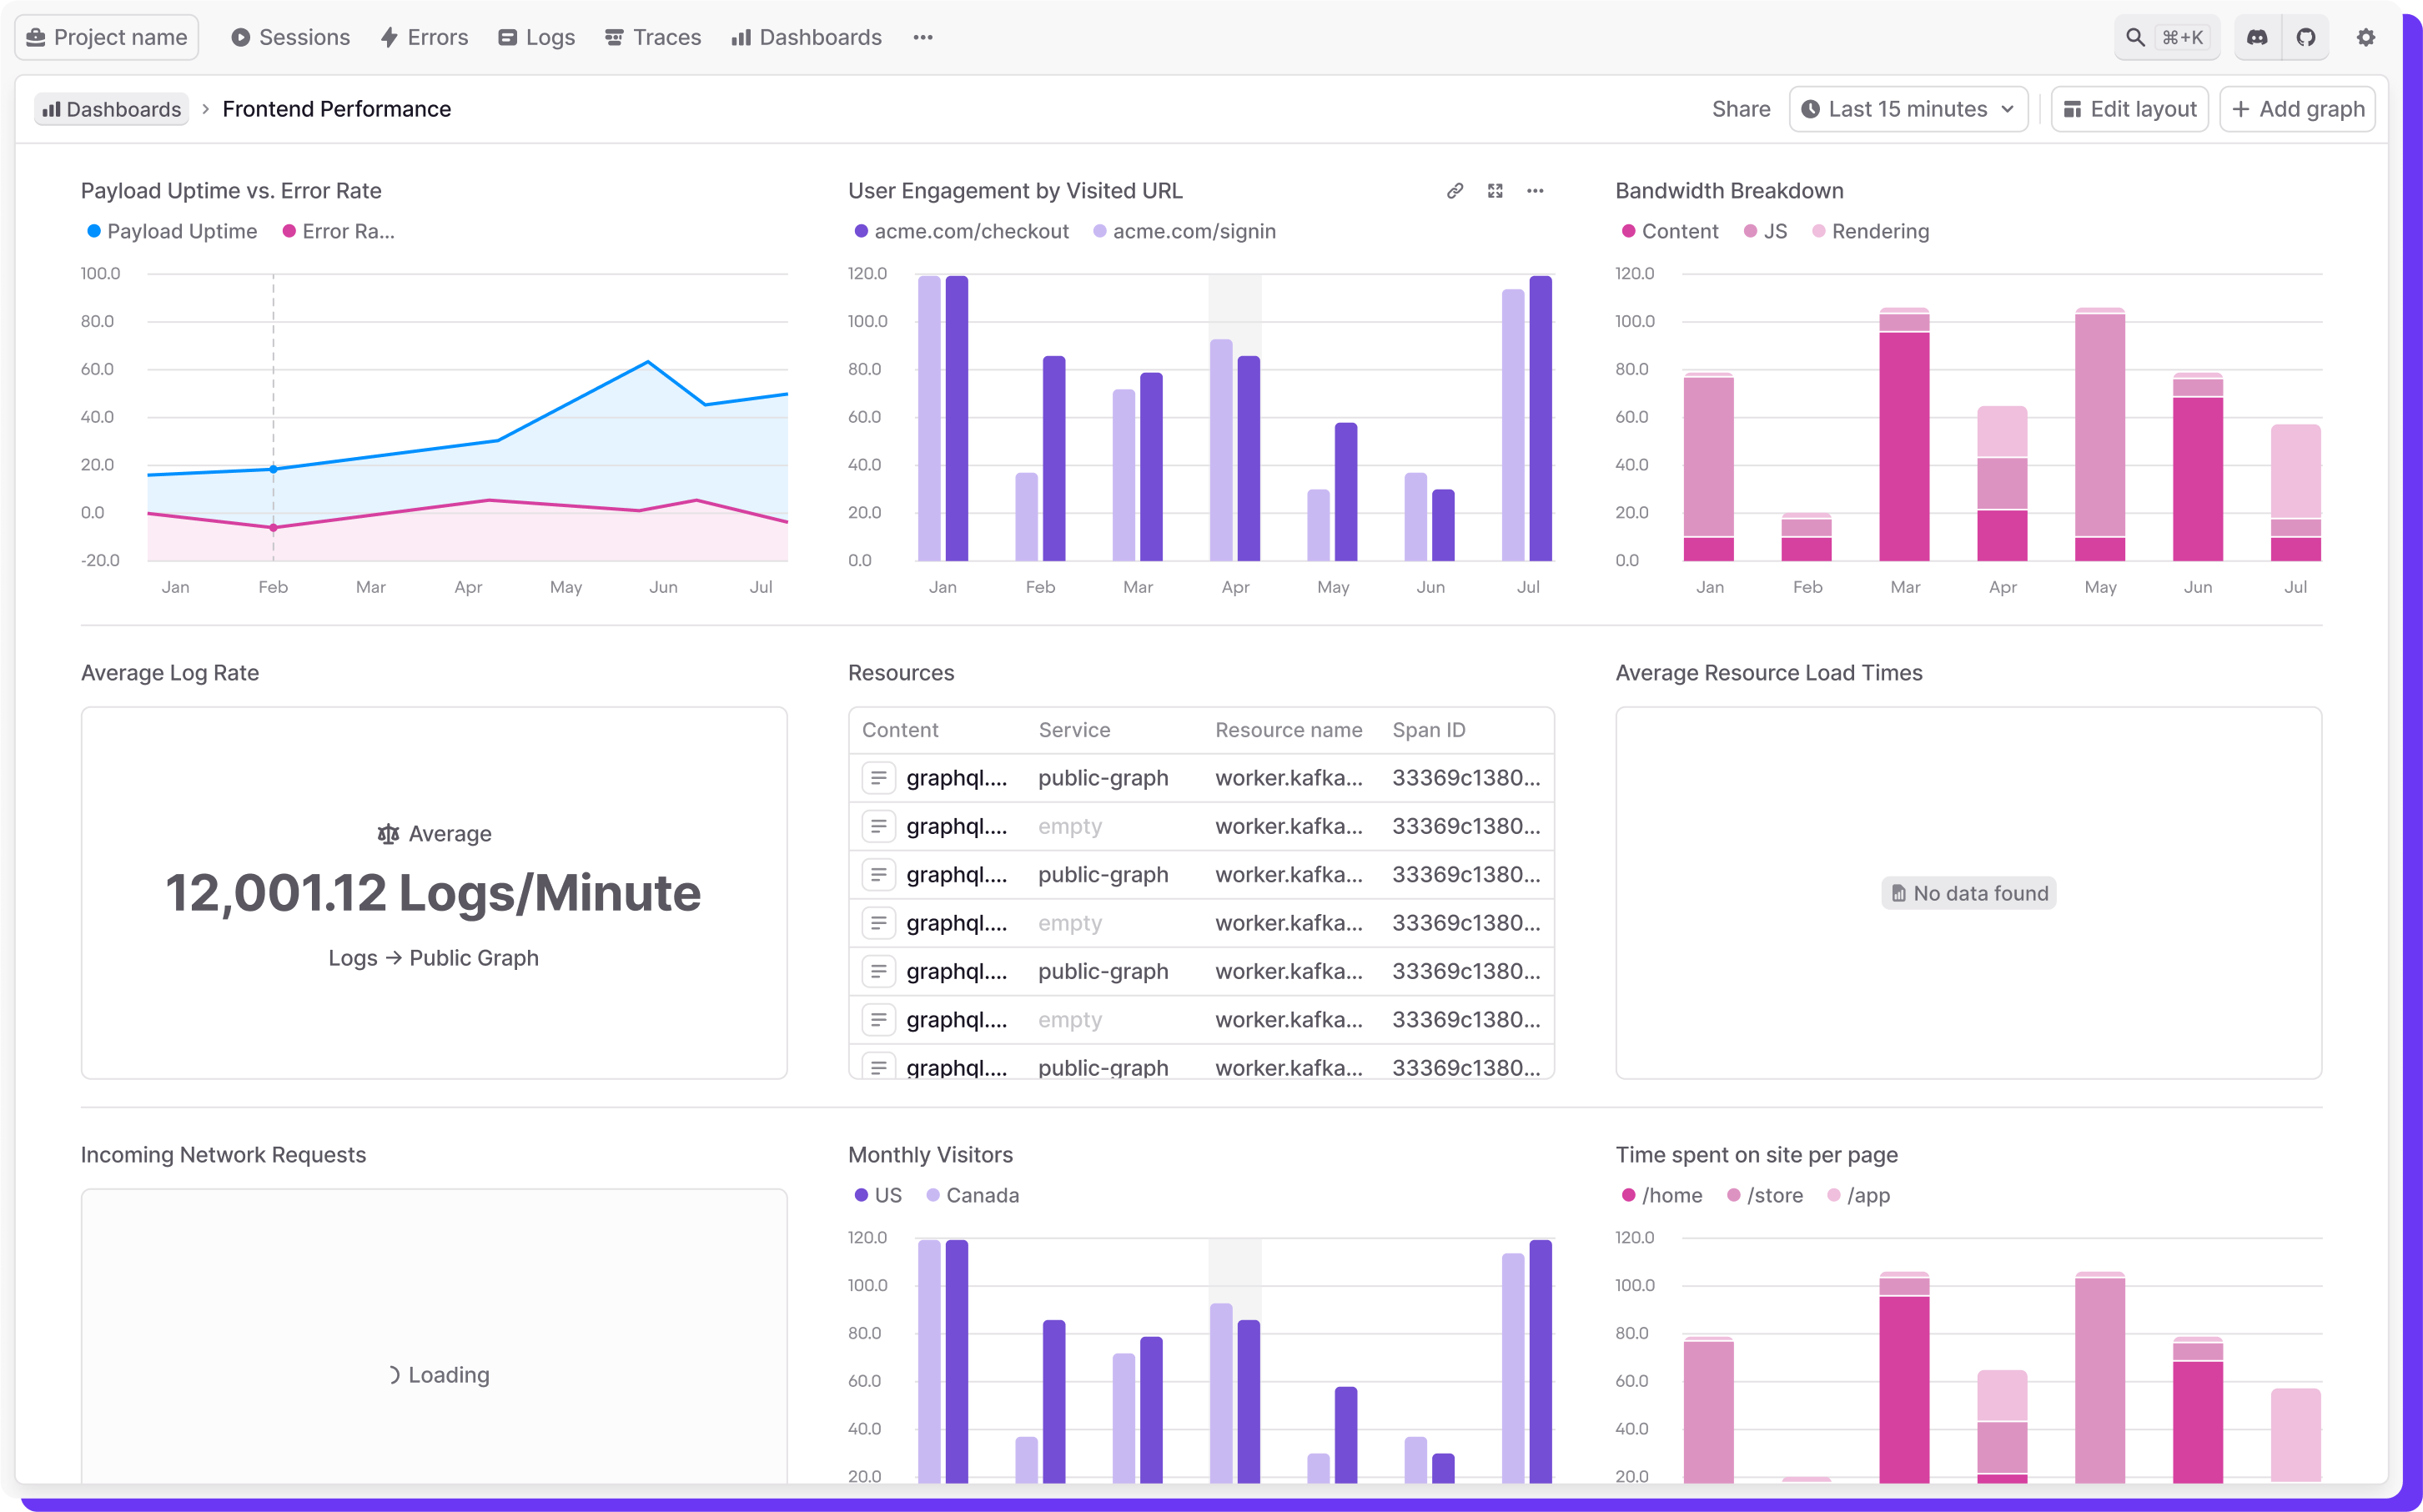 Project name Sessions Errors Logs Traces Dashboards ⌘+K
Dashboards › Frontend Performance Share Last 15 minutes Edit layout + Add graph
Payload Uptime vs. Error Rate
Payload Uptime Error Ra...
100.0
80.0
60.0
40.0
20.0
0.0
-20.0
Jan Feb Mar Apr May Jun Jul
User Engagement by Visited URL
acme.com/checkout acme.com/signin
120.0
100.0
80.0
60.0
40.0
20.0
0.0
Jan Feb Mar Apr May Jun Jul
Bandwidth Breakdown
Content JS Rendering
120.0
100.0
80.0
60.0
40.0
20.0
0.0
Jan Feb Mar Apr May Jun Jul
Average Log Rate
Average
12,001.12 Logs/Minute
Logs → Public Graph
Resources
Content Service Resource name Span ID
graphql.... public-graph worker.kafka... 33369c1380...
graphql.... empty worker.kafka... 33369c1380...
graphql.... public-graph worker.kafka... 33369c1380...
graphql.... empty worker.kafka... 33369c1380...
graphql.... public-graph worker.kafka... 33369c1380...
graphql.... empty worker.kafka... 33369c1380...
graphql.... public-graph worker.kafka... 33369c1380...
Average Resource Load Times
No data found
Incoming Network Requests
Loading
Monthly Visitors
US Canada
120.0
100.0
80.0
60.0
40.0
20.0
Time spent on site per page
/home /store /app
120.0
100.0
80.0
60.0
40.0
20.0